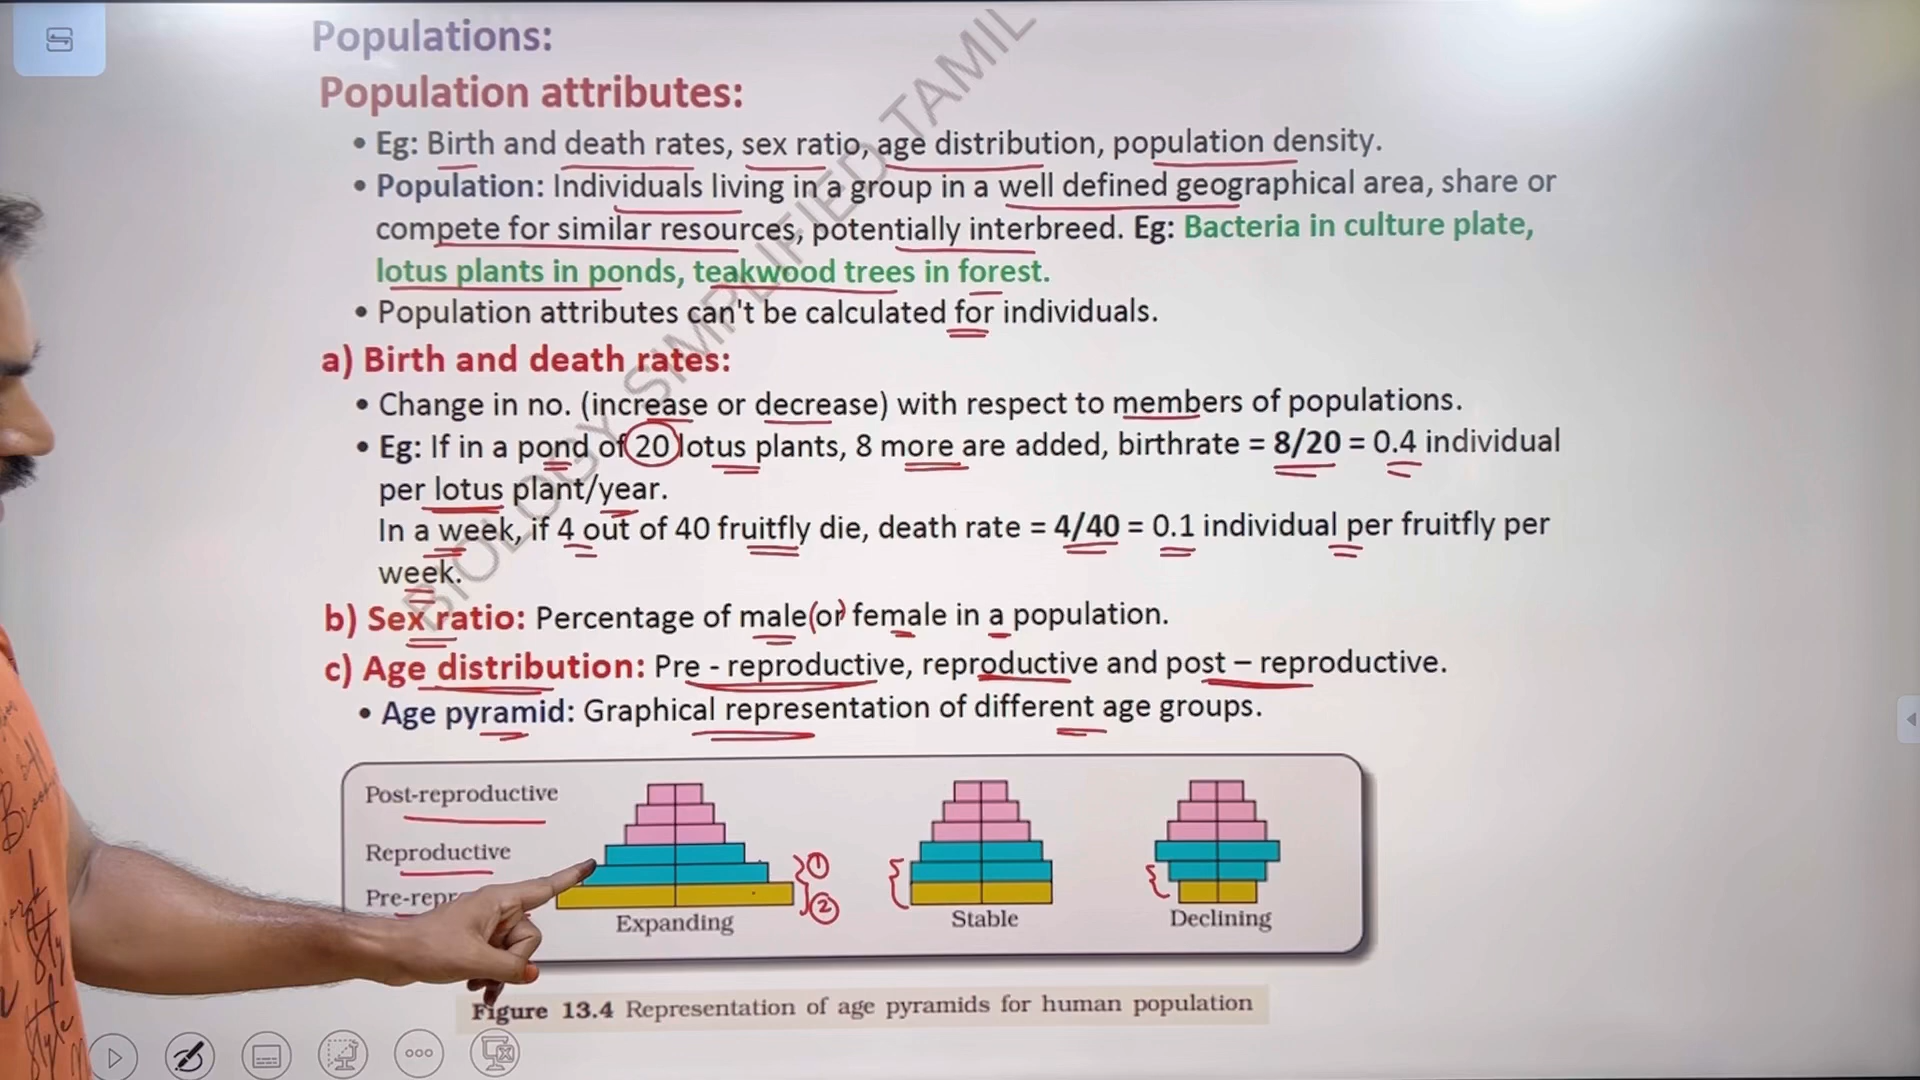 Populations:
Population attributes:
• Eg: Birth and death rates, sex ratio, age distribution, population density.
• Population: Individuals living in a group in a well defined geographical area, share or
compete for similar resources, potentially interbreed. Eg: Bacteria in culture plate,
lotus plants in ponds, teakwood trees in forest.
• Population attributes can't be calculated for individuals.
a) Birth and death rates:
• Change in no. (increase or decrease) with respect to members of populations.
• Eg: If in a pond of 20 lotus plants, 8 more are added, birthrate = 8/20 = 0.4 individual
per lotus plant/year.
In a week, if 4 out of 40 fruitfly die, death rate = 4/40 = 0.1 individual per fruitfly per
week.
b) Sex ratio: Percentage of male (or) female in a population.
c) Age distribution: Pre - reproductive, reproductive and post – reproductive.
• Age pyramid: Graphical representation of different age groups.
Post-reproductive
Reproductive
Pre-repr
1
2
Expanding
Stable
Declining
Figure 13.4 Representation of age pyramids for human population
BIOLOGY SIMPLIFIED TAMIL